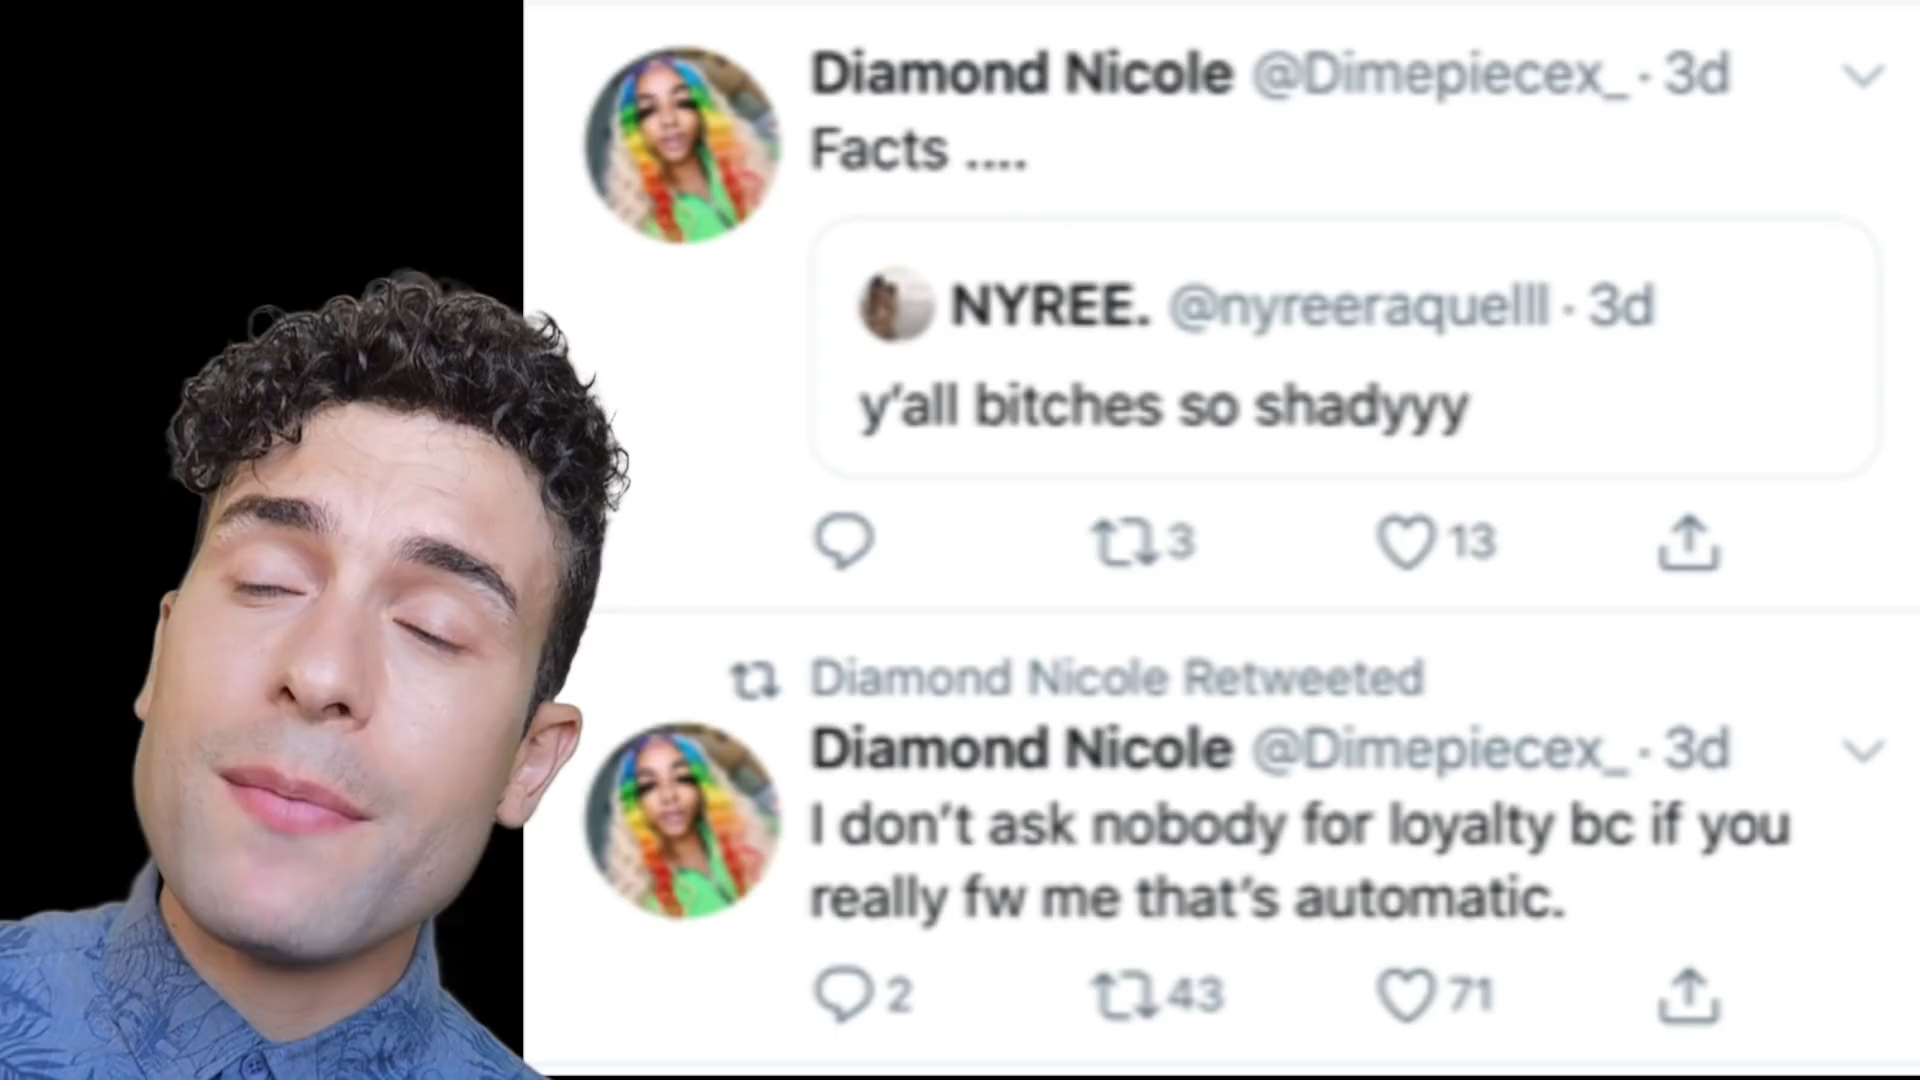 Diamond Nicole @Dimepiecex_ · 3d
Facts ....
NYREE. @nyreeraquelll · 3d
y'all bitches so shadyyy
3 13
Diamond Nicole Retweeted
Diamond Nicole @Dimepiecex_ · 3d
I don't ask nobody for loyalty bc if you
really fw me that's automatic.
2 43 71